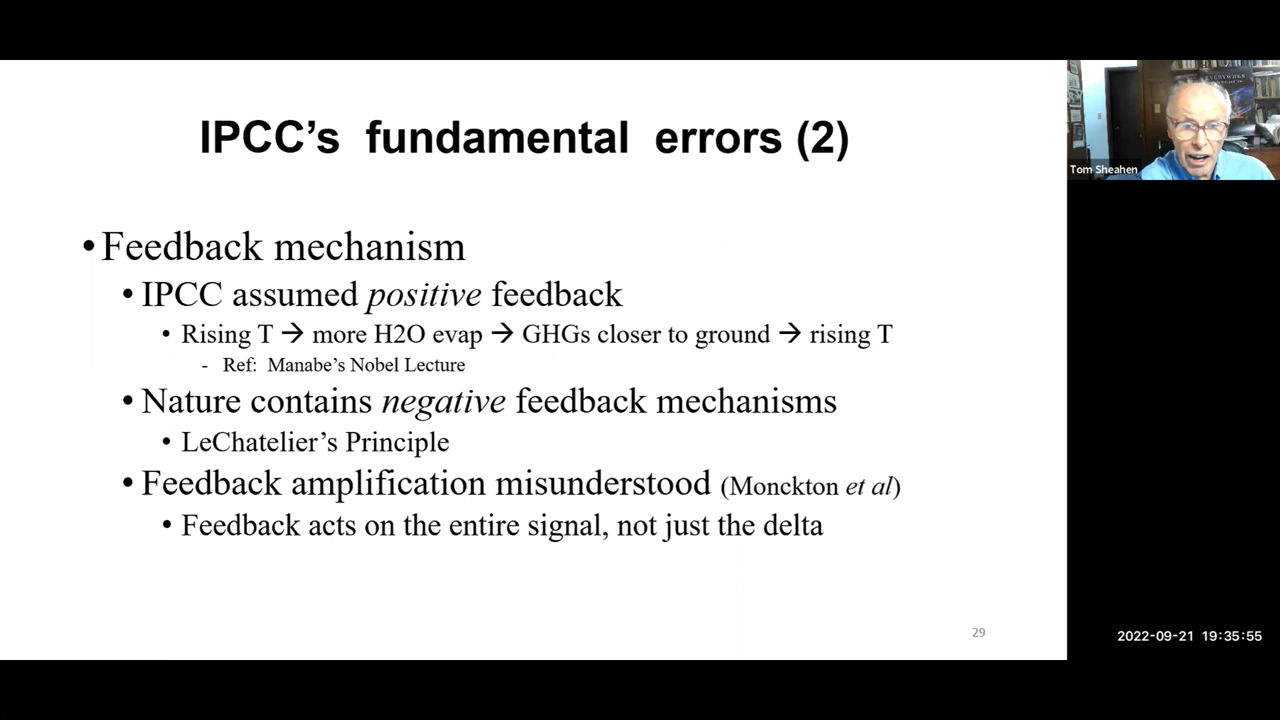 IPCC's fundamental errors (2)
• Feedback mechanism
• IPCC assumed positive feedback
• Rising T → more H2O evap → GHGs closer to ground → rising T
- Ref: Manabe's Nobel Lecture
• Nature contains negative feedback mechanisms
• LeChatelier's Principle
• Feedback amplification misunderstood (Monckton et al)
• Feedback acts on the entire signal, not just the delta
29
Tom Sheahen
2022-09-21 19:35:55